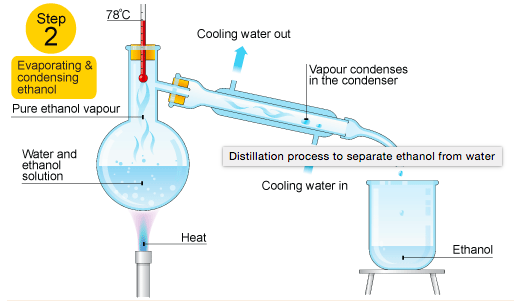 Step
2
78°C
Cooling water out
Evaporating &
condensing
ethanol
Vapour condenses
in the condenser
Pure ethanol vapour
Water and
ethanol
solution
Distillation process to separate ethanol from water
Cooling water in
Heat
Ethanol